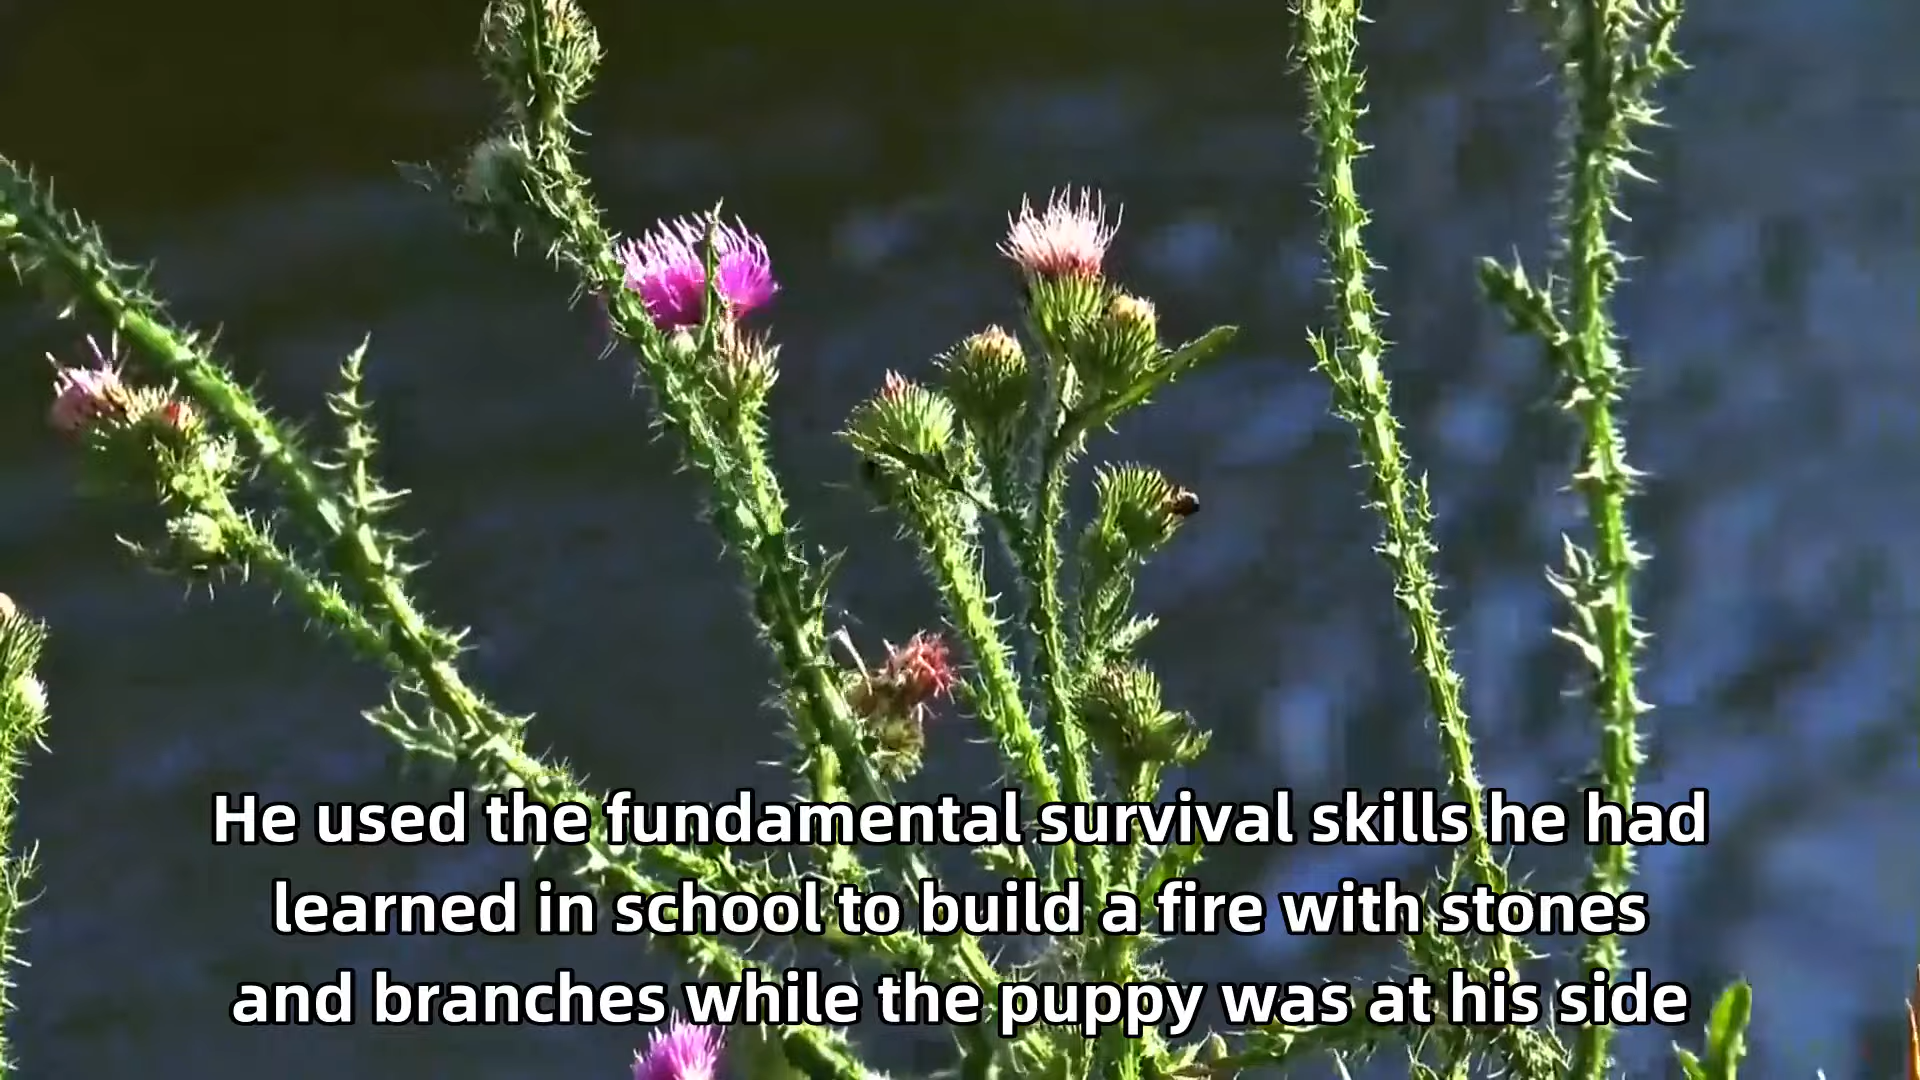 He used the fundamental survival skills he had
learned in school to build a fire with stones
and branches while the puppy was at his side